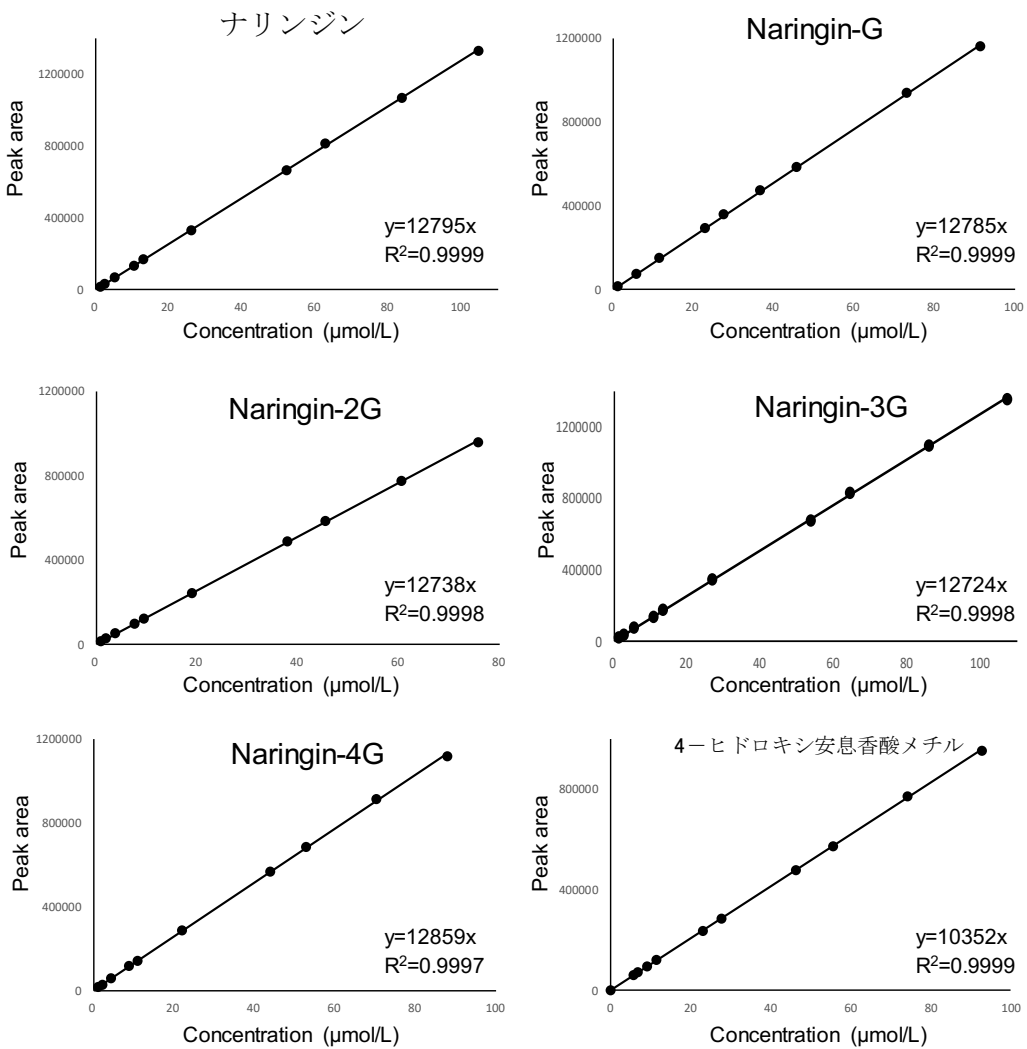 ナリンジン
1200000
800000
400000
0
Peak area
y=12795x
R²=0.9999
0 20 40 60 80 100
Concentration (μmol/L)
Naringin-G
1200000
800000
400000
0
Peak area
y=12785x
R²=0.9999
0 20 40 60 80 100
Concentration (μmol/L)
Naringin-2G
1200000
800000
400000
0
Peak area
y=12738x
R²=0.9998
0 20 40 60 80
Concentration (μmol/L)
Naringin-3G
1200000
800000
400000
0
Peak area
y=12724x
R²=0.9998
0 20 40 60 80 100
Concentration (μmol/L)
Naringin-4G
1200000
800000
400000
0
Peak area
y=12859x
R²=0.9997
0 20 40 60 80 100
Concentration (μmol/L)
4－ヒドロキシ安息香酸メチル
800000
400000
0
Peak area
y=10352x
R²=0.9999
0 20 40 60 80 100
Concentration (μmol/L)